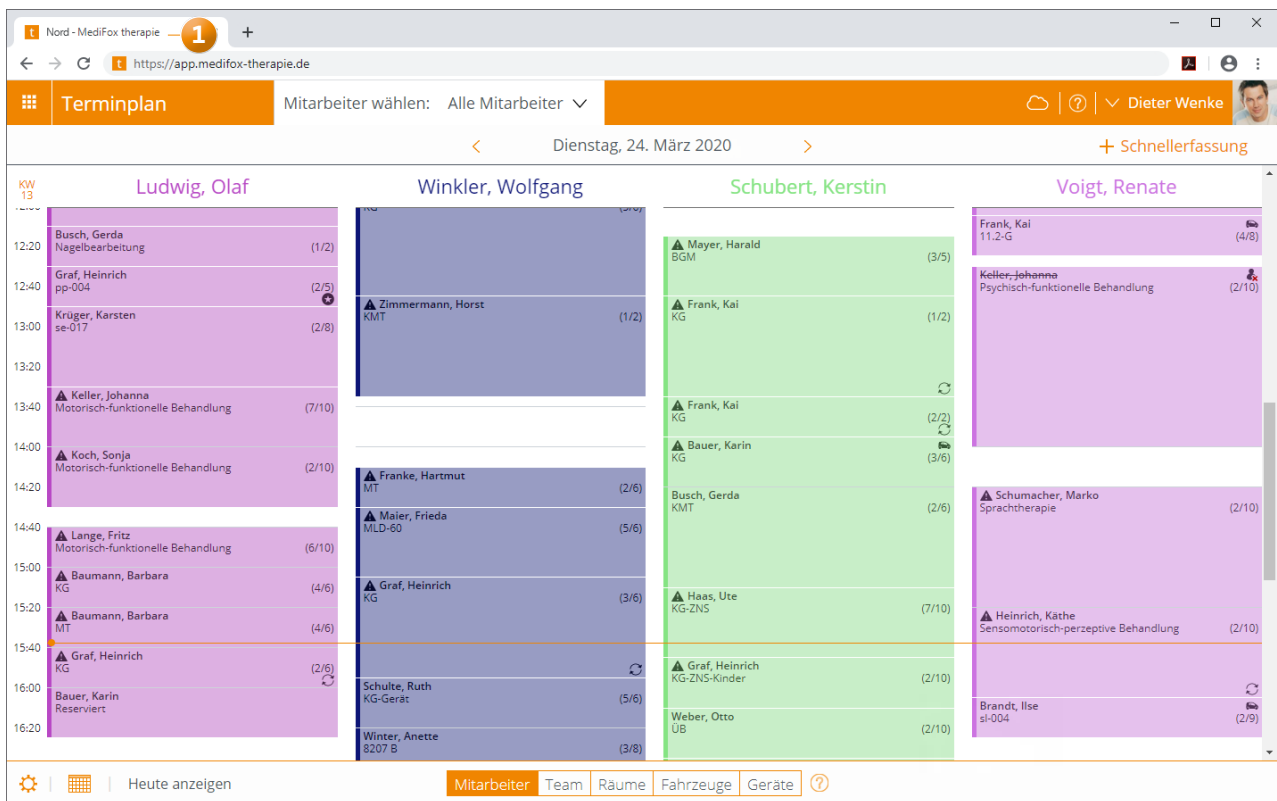 Nord - MediFox therapie
1
https://app.medifox-therapie.de
Terminplan
Mitarbeiter wählen: Alle Mitarbeiter
Dieter Wenke
Dienstag, 24. März 2020
+ Schnellerfassung
KW
13
Ludwig, Olaf
Winkler, Wolfgang
Schubert, Kerstin
Voigt, Renate
12:20
12:40
13:00
13:20
13:40
14:00
14:20
14:40
15:00
15:20
15:40
16:00
16:20
Busch, Gerda
Nagelbearbeitung (1/2)
Graf, Heinrich
pp-004 (2/5)
Krüger, Karsten
se-017 (2/8)
Keller, Johanna
Motorisch-funktionelle Behandlung (7/10)
Koch, Sonja
Motorisch-funktionelle Behandlung (2/10)
Lange, Fritz
Motorisch-funktionelle Behandlung (6/10)
Baumann, Barbara
KG (4/6)
Baumann, Barbara
MT (4/6)
Graf, Heinrich
KG (2/6)
Bauer, Karin
Reserviert
KG
Zimmermann, Horst
KMT (1/2)
Franke, Hartmut
MT (2/6)
Maier, Frieda
MLD-60 (5/6)
Graf, Heinrich
KG (3/6)
Schulte, Ruth
KG-Gerät (5/6)
Winter, Anette
8207 B (3/8)
Mayer, Harald
BGM (3/5)
Frank, Kai
KG (1/2)
Frank, Kai
KG (2/2)
Bauer, Karin
KG (3/6)
Busch, Gerda
KMT (2/6)
Haas, Ute
KG-ZNS (7/10)
Graf, Heinrich
KG-ZNS-Kinder (2/10)
Weber, Otto
ÜB (2/10)
Frank, Kai
11.2-G (4/8)
Keller, Johanna
Psychisch-funktionelle Behandlung (2/10)
Schumacher, Marko
Sprachtherapie (2/10)
Heinrich, Käthe
Sensomotorisch-perzeptive Behandlung (2/10)
Brandt, Ilse
sl-004 (2/9)
Heute anzeigen
Mitarbeiter Team Räume Fahrzeuge Geräte